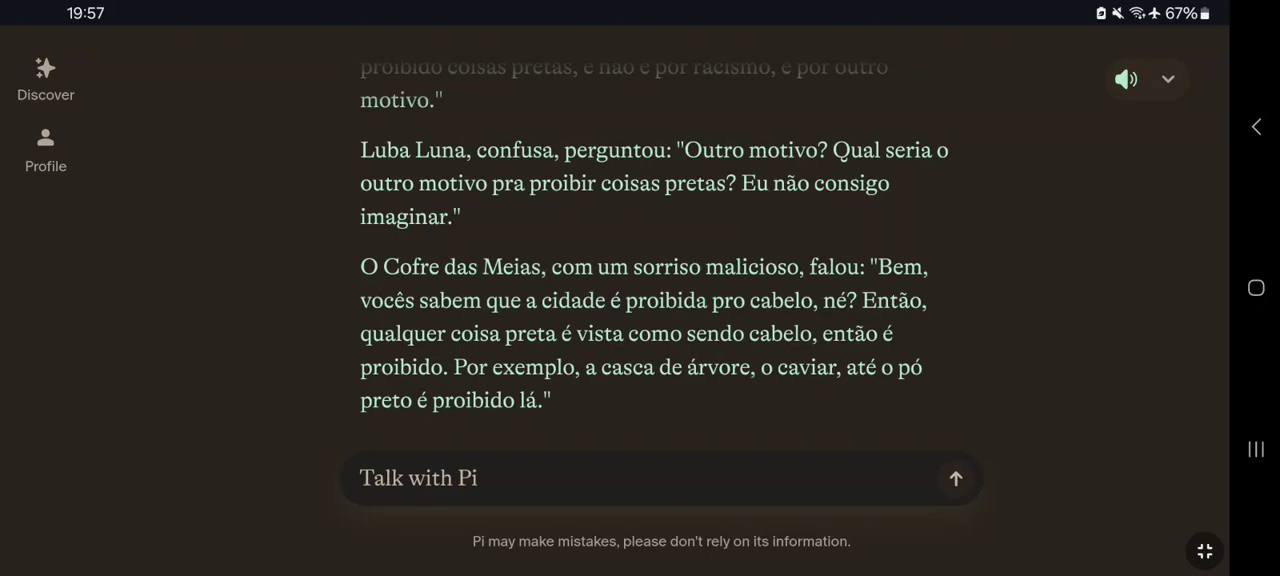 19:57
67%
Discover
Profile
proibido coisas pretas, e não é por racismo, é por outro
motivo."
Luba Luna, confusa, perguntou: "Outro motivo? Qual seria o
outro motivo pra proibir coisas pretas? Eu não consigo
imaginar."
O Cofre das Meias, com um sorriso malicioso, falou: "Bem,
vocês sabem que a cidade é proibida pro cabelo, né? Então,
qualquer coisa preta é vista como sendo cabelo, então é
proibido. Por exemplo, a casca de árvore, o caviar, até o pó
preto é proibido lá."
Talk with Pi
Pi may make mistakes, please don't rely on its information.